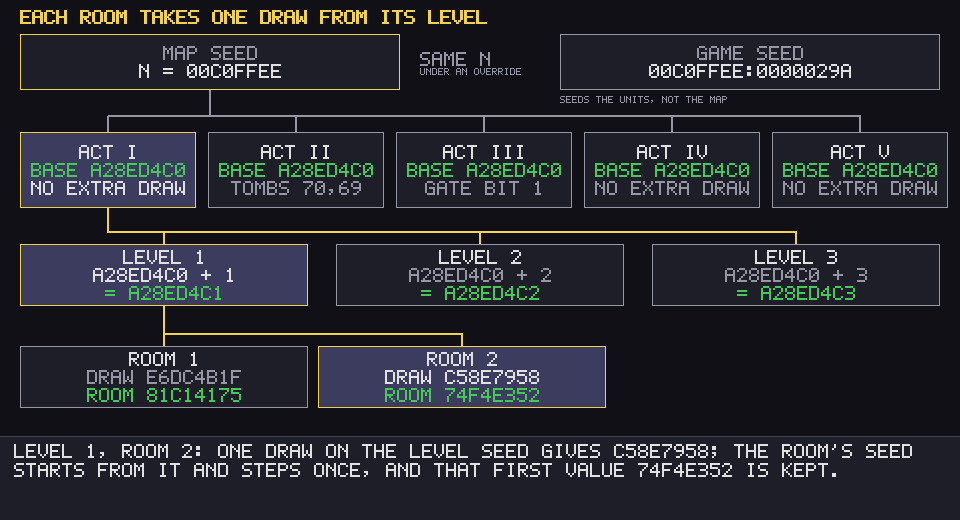 EACH ROOM TAKES ONE DRAW FROM ITS LEVEL
MAP SEED
N = 00C0FFEE
SAME N
UNDER AN OVERRIDE
GAME SEED
00C0FFEE:0000029A
SEEDS THE UNITS, NOT THE MAP
ACT I
BASE A28ED4C0
NO EXTRA DRAW
ACT II
BASE A28ED4C0
TOMBS 70,69
ACT III
BASE A28ED4C0
GATE BIT 1
ACT IV
BASE A28ED4C0
NO EXTRA DRAW
ACT V
BASE A28ED4C0
NO EXTRA DRAW
LEVEL 1
A28ED4C0 + 1
= A28ED4C1
LEVEL 2
A28ED4C0 + 2
= A28ED4C2
LEVEL 3
A28ED4C0 + 3
= A28ED4C3
ROOM 1
DRAW E6DC4B1F
ROOM 81C14175
ROOM 2
DRAW C58E7958
ROOM 74F4E352
LEVEL 1, ROOM 2: ONE DRAW ON THE LEVEL SEED GIVES C58E7958; THE ROOM'S SEED
STARTS FROM IT AND STEPS ONCE, AND THAT FIRST VALUE 74F4E352 IS KEPT.